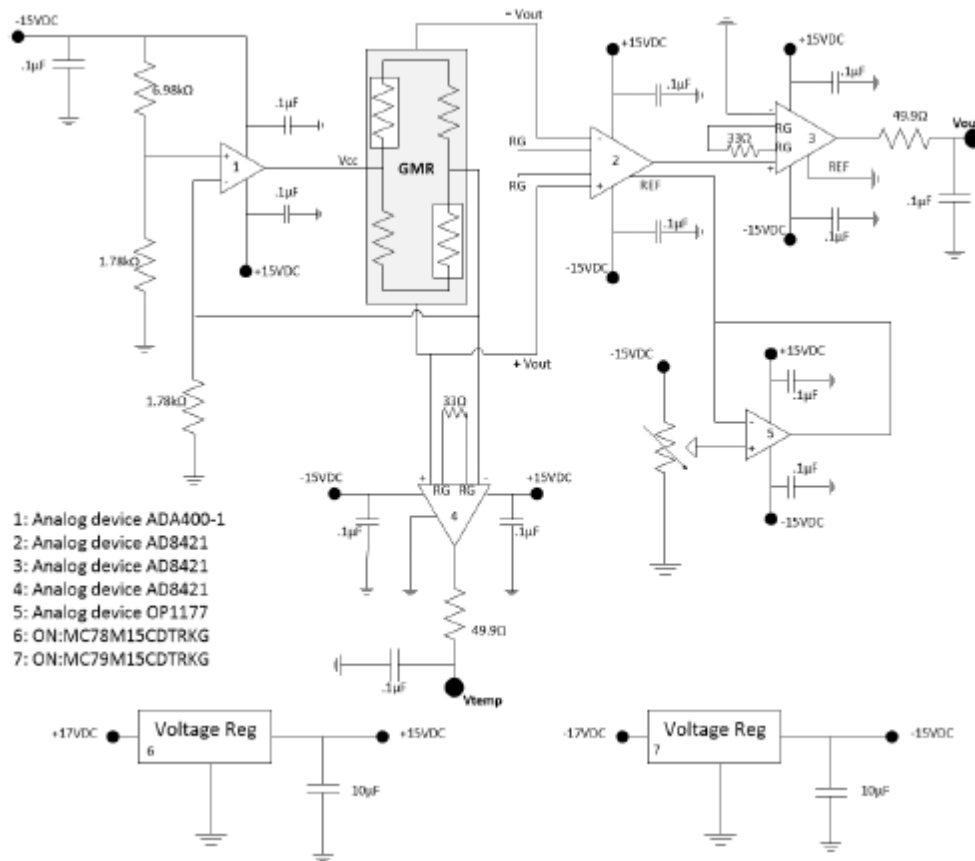 -15VDC
.1µF
6.98kΩ
.1µF
+
1
-
.1µF
1.78kΩ
+15VDC
1.78kΩ
Vcc
GMR
- Vout
+ Vout
+15VDC
.1µF
-
RG
2
RG
+
REF
.1µF
-15VDC
+15VDC
.1µF
-
RG
33Ω
RG
3
+
REF
.1µF
-15VDC
49.9Ω
.1µF
-15VDC
+15VDC
.1µF
-
5
+
.1µF
-15VDC
33Ω
-15VDC
+
RG
RG
-
+15VDC
.1µF
4
.1µF
49.9Ω
.1µF
Vtemp
1: Analog device ADA400-1
2: Analog device AD8421
3: Analog device AD8421
4: Analog device AD8421
5: Analog device OP1177
6: ON:MC78M15CDTRKG
7: ON:MC79M15CDTRKG
+17VDC
Voltage Reg
6
+15VDC
10µF
-17VDC
Voltage Reg
7
-15VDC
10µF